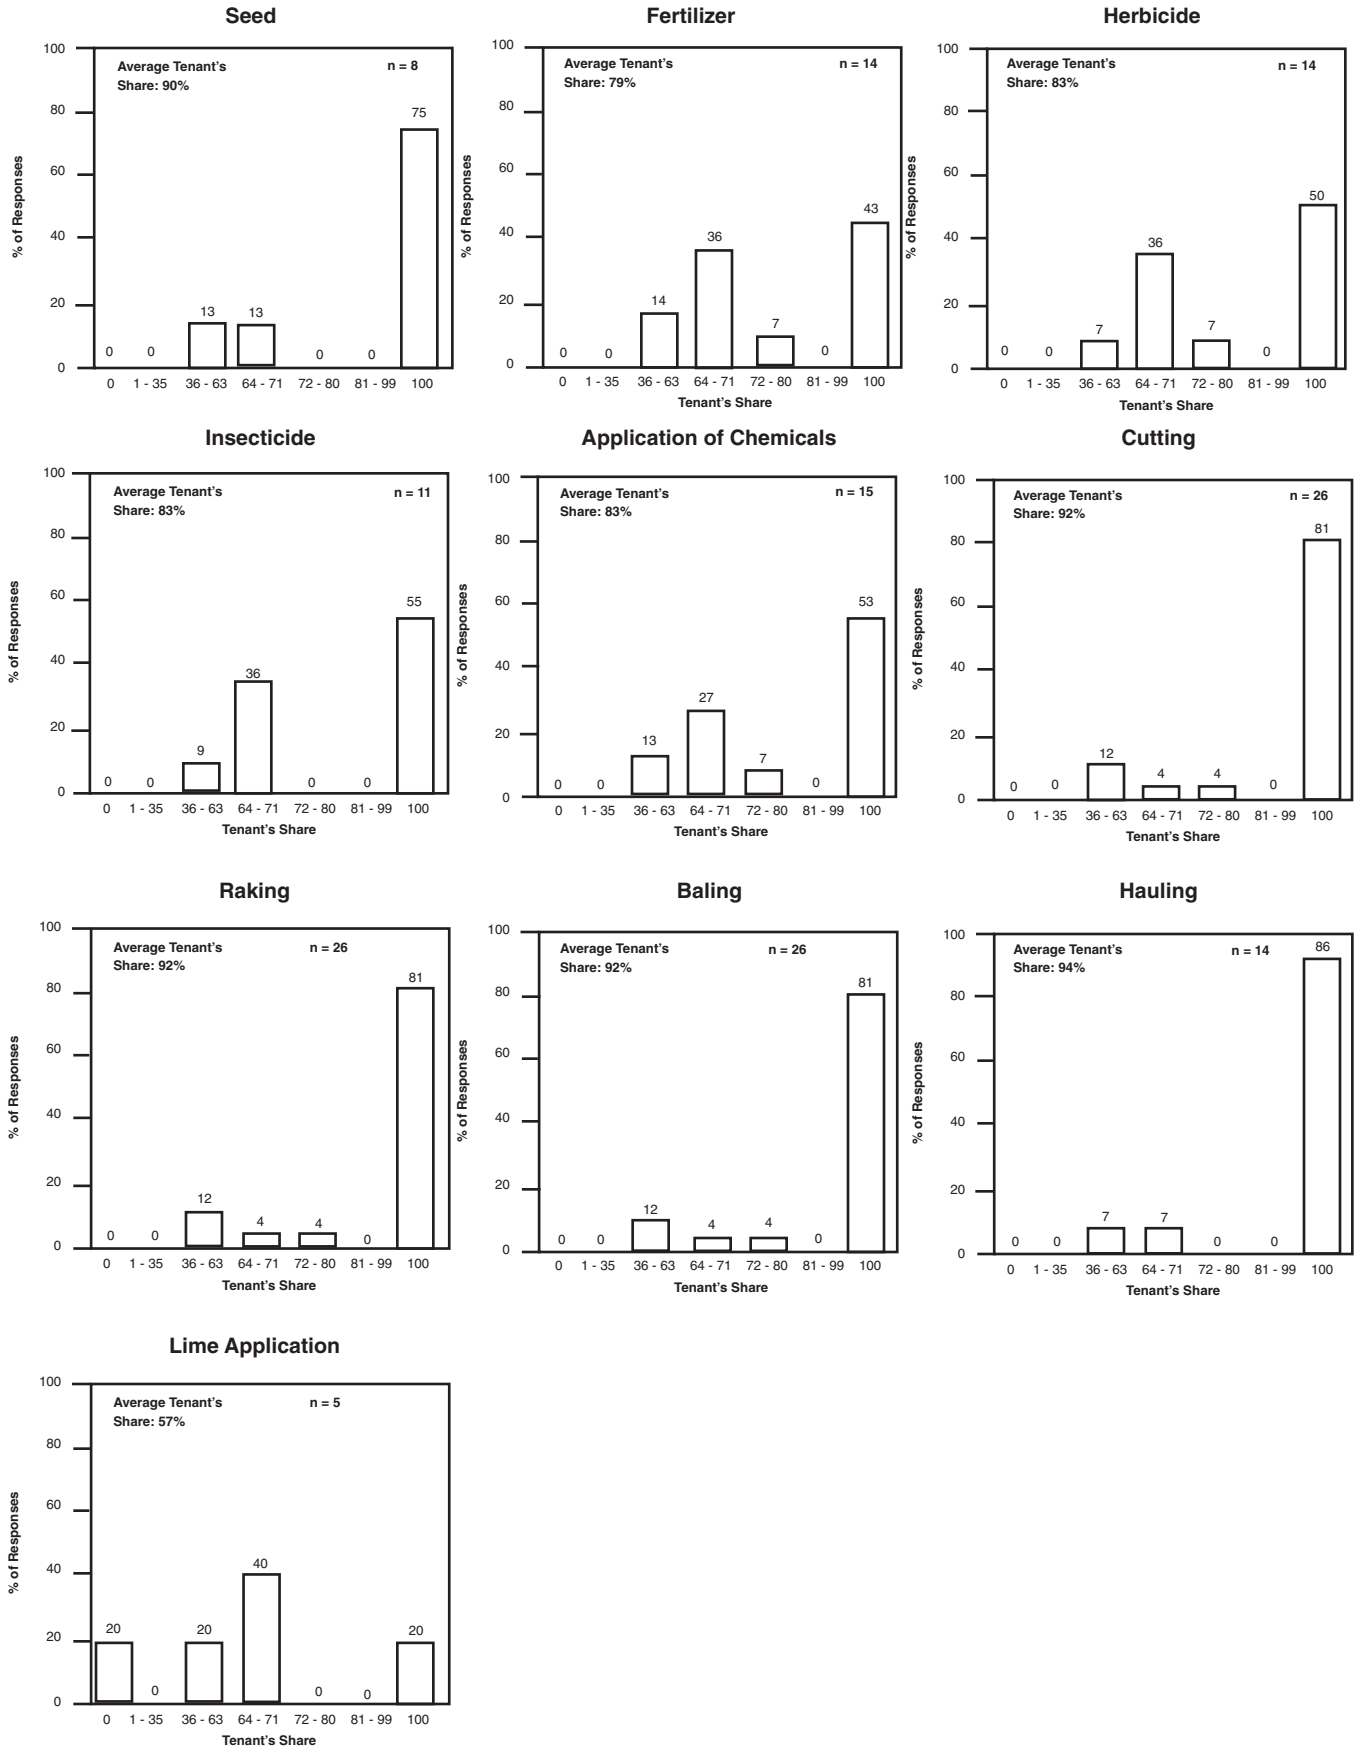 Seed
Average Tenant's
Share: 90%
n = 8
% of Responses
100
80
60
40
20
0
0
0
13
13
0
0
75
0 1 - 35 36 - 63 64 - 71 72 - 80 81 - 99 100
Fertilizer
Average Tenant's
Share: 79%
n = 14
% of Responses
100
80
60
40
20
0
0
0
14
36
7
0
43
0 1 - 35 36 - 63 64 - 71 72 - 80 81 - 99 100
Tenant's Share
Herbicide
Average Tenant's
Share: 83%
n = 14
% of Responses
100
80
60
40
20
0
0
0
7
36
7
0
50
0 1 - 35 36 - 63 64 - 71 72 - 80 81 - 99 100
Tenant's Share
Insecticide
Average Tenant's
Share: 83%
n = 11
% of Responses
100
80
60
40
20
0
0
0
9
36
0
0
55
0 1 - 35 36 - 63 64 - 71 72 - 80 81 - 99 100
Tenant's Share
Application of Chemicals
Average Tenant's
Share: 83%
n = 15
% of Responses
100
80
60
40
20
0
0
0
13
27
7
0
53
0 1 - 35 36 - 63 64 - 71 72 - 80 81 - 99 100
Tenant's Share
Cutting
Average Tenant's
Share: 92%
n = 26
% of Responses
100
80
60
40
20
0
0
0
12
4
4
0
81
0 1 - 35 36 - 63 64 - 71 72 - 80 81 - 99 100
Tenant's Share
Raking
Average Tenant's
Share: 92%
n = 26
% of Responses
100
80
60
40
20
0
0
0
12
4
4
0
81
0 1 - 35 36 - 63 64 - 71 72 - 80 81 - 99 100
Tenant's Share
Baling
Average Tenant's
Share: 92%
n = 26
% of Responses
100
80
60
40
20
0
0
0
12
4
4
0
81
0 1 - 35 36 - 63 64 - 71 72 - 80 81 - 99 100
Tenant's Share
Hauling
Average Tenant's
Share: 94%
n = 14
% of Responses
100
80
60
40
20
0
0
0
7
7
0
0
86
0 1 - 35 36 - 63 64 - 71 72 - 80 81 - 99 100
Tenant's Share
Lime Application
Average Tenant's
Share: 57%
n = 5
% of Responses
100
80
60
40
20
0
20
0
20
40
0
0
20
0 1 - 35 36 - 63 64 - 71 72 - 80 81 - 99 100
Tenant's Share